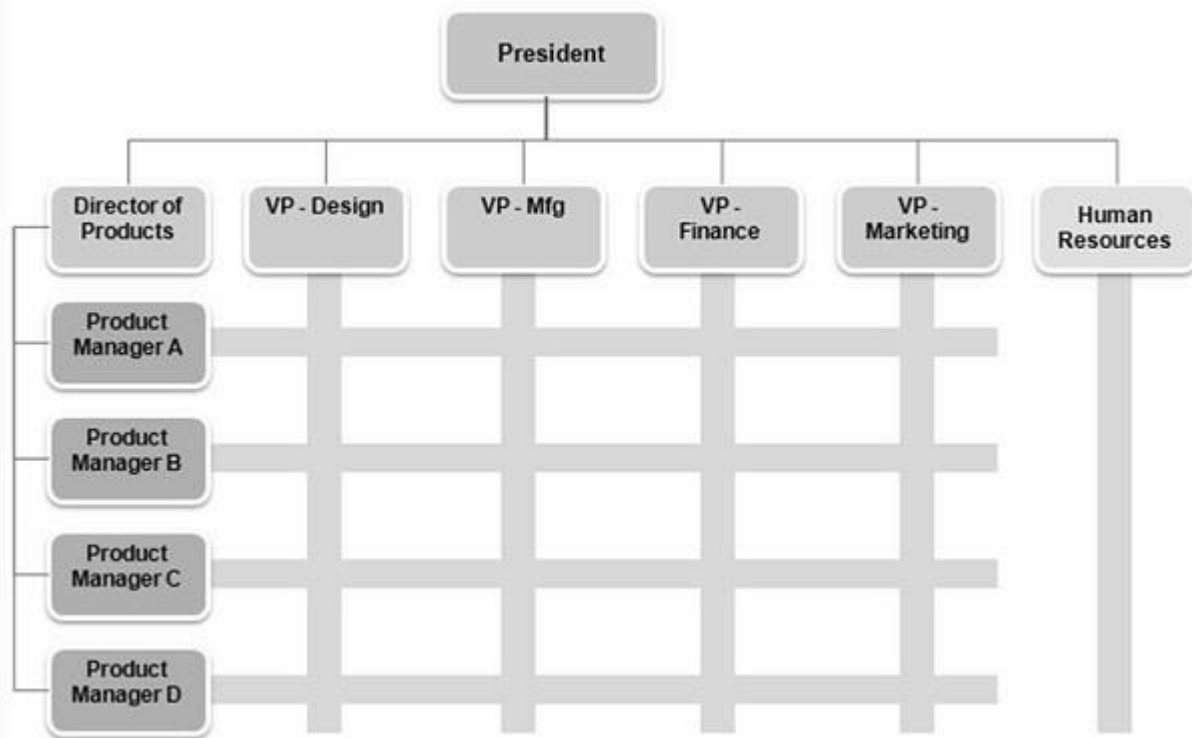 President
Director of
Products
VP - Design
VP - Mfg
VP -
Finance
VP -
Marketing
Human
Resources
Product
Manager A
Product
Manager B
Product
Manager C
Product
Manager D